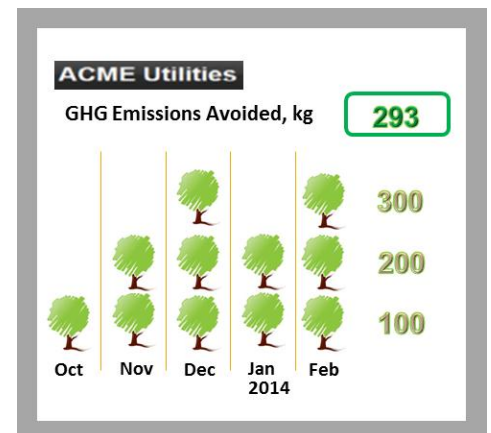 ACME Utilities
GHG Emissions Avoided, kg 293
300
200
100
Oct Nov Dec Jan Feb
2014